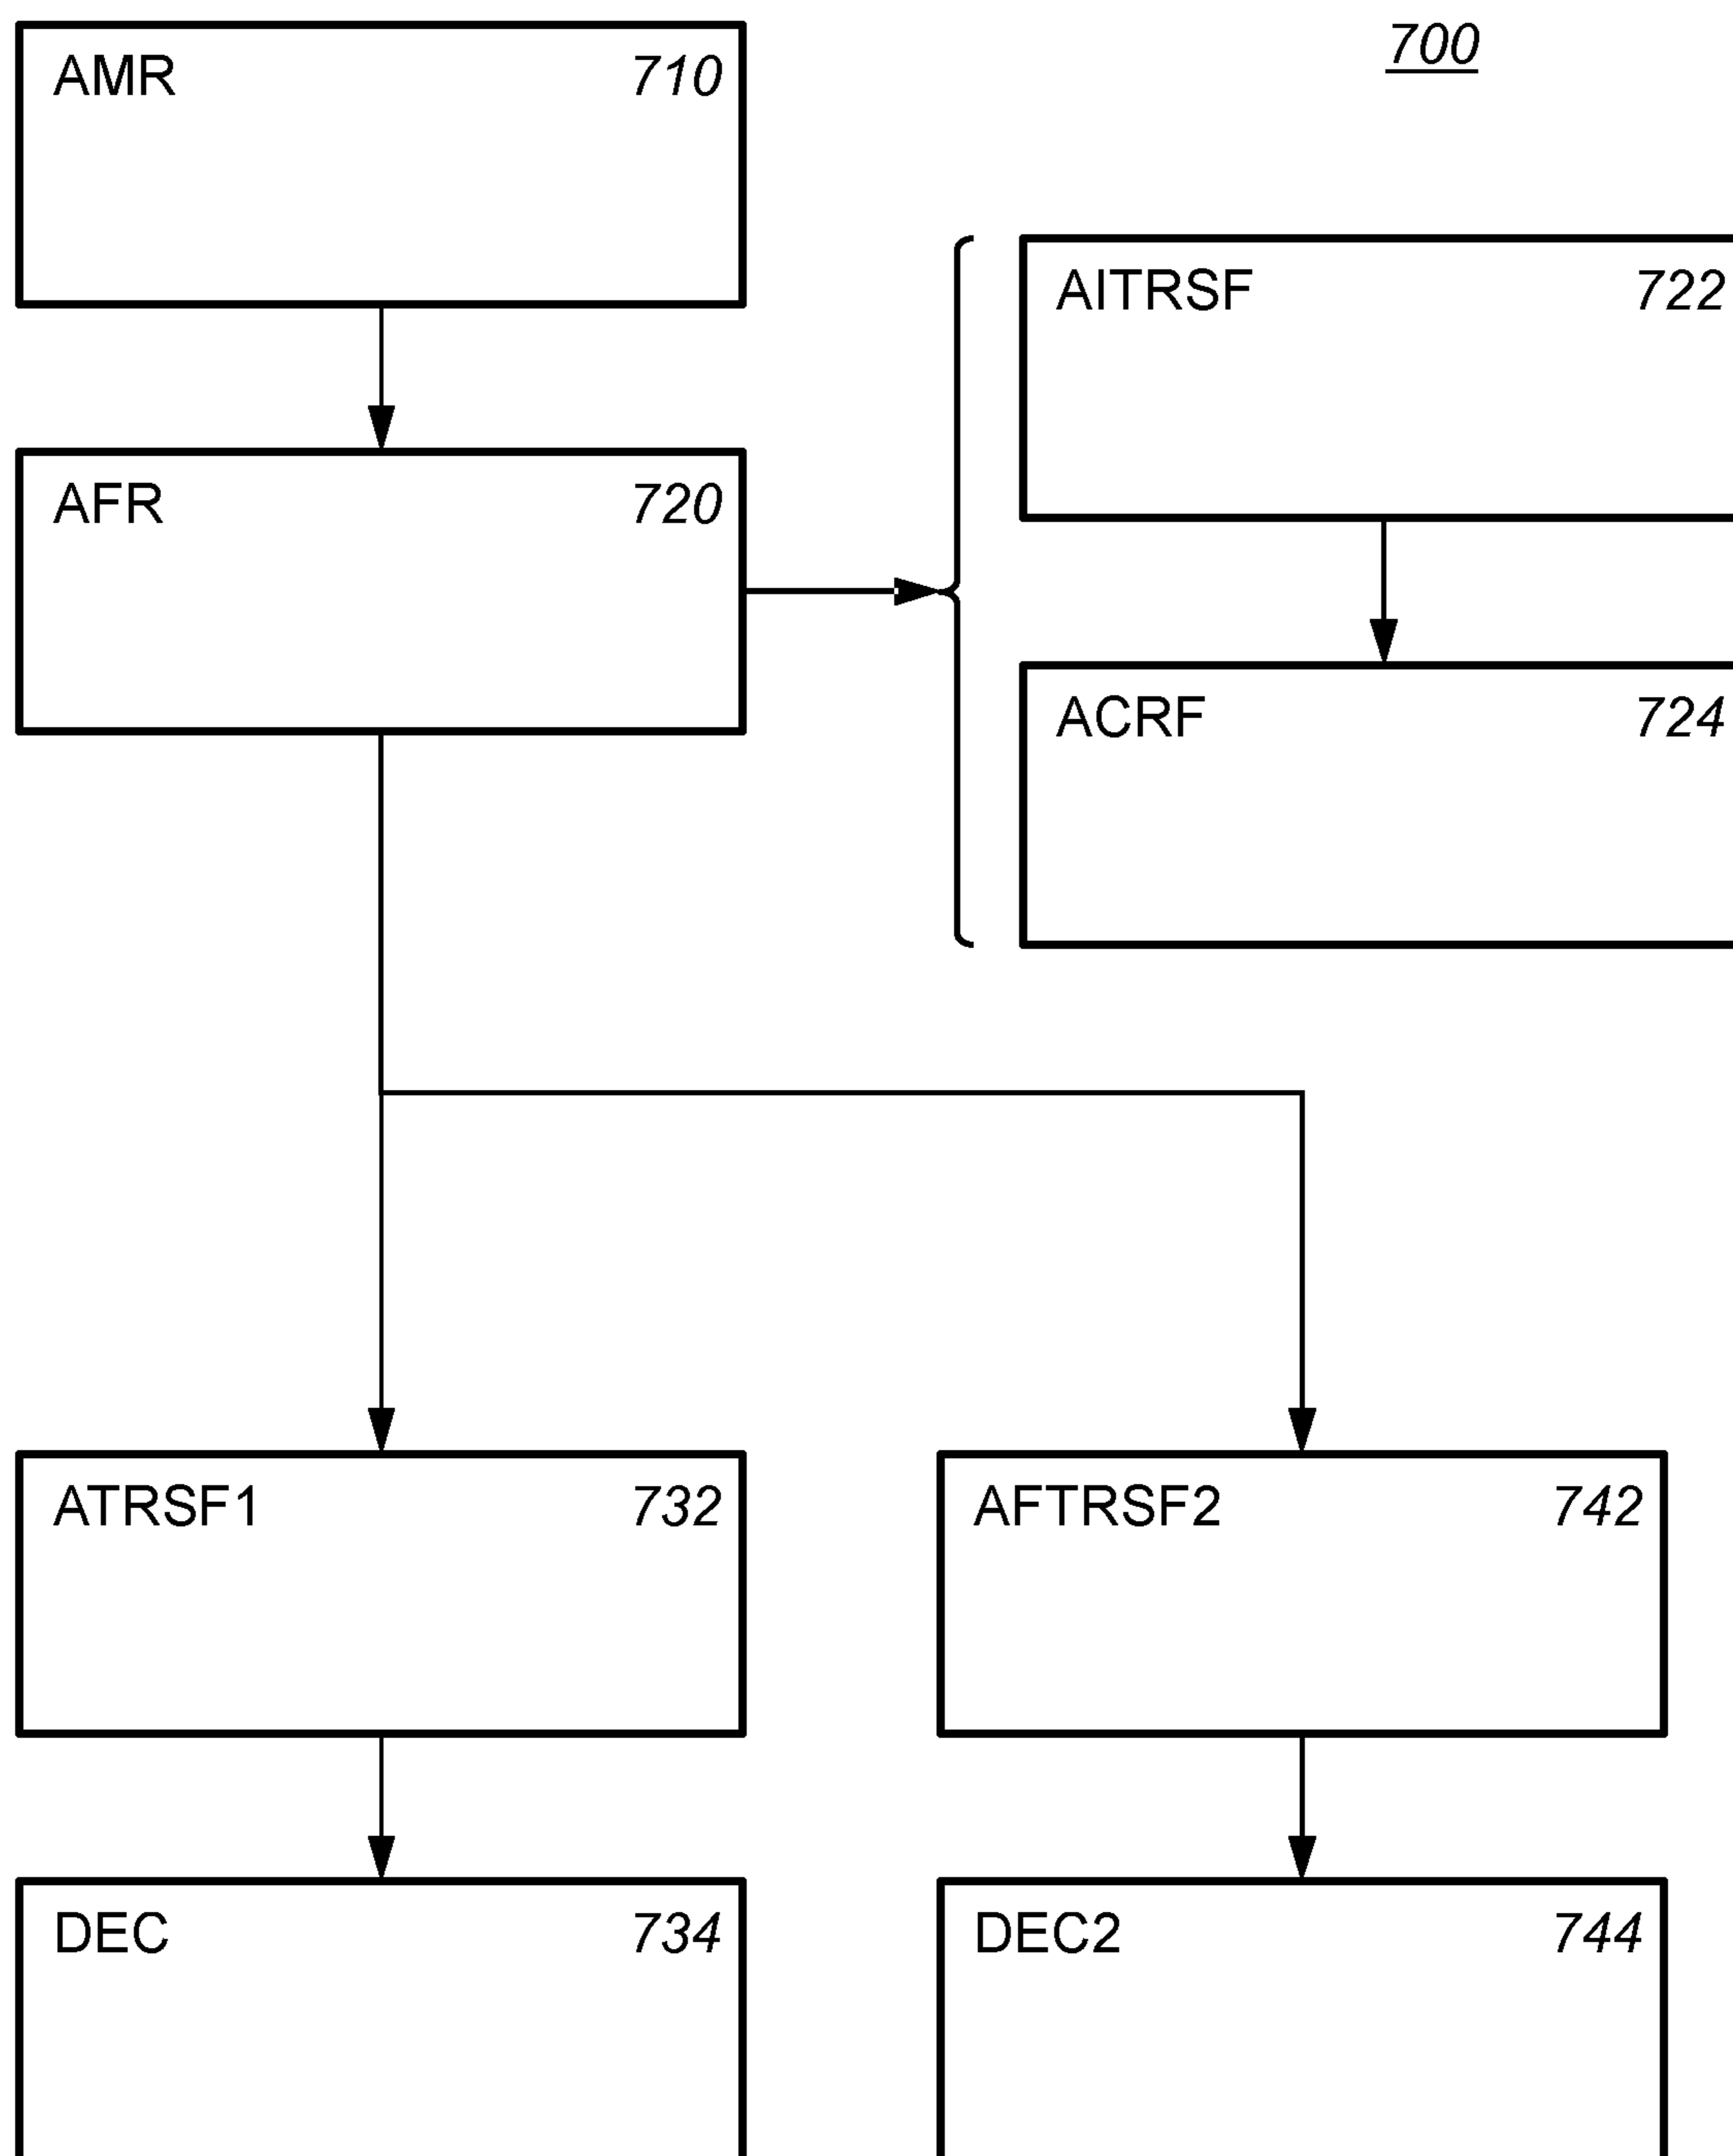 700
AMR 710
AITRSF 722
AFR 720
ACRF 724
ATRSF1 732
AFTRSF2 742
DEC 734
DEC2 744